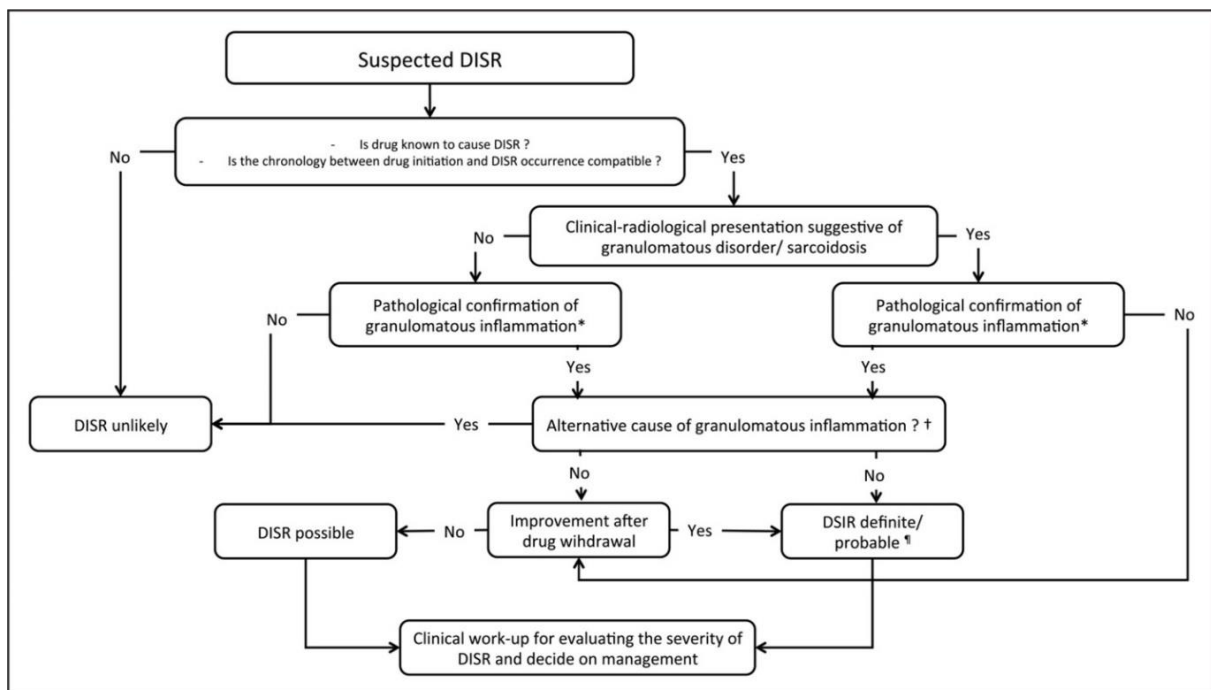 Suspected DISR
- Is drug known to cause DISR ?
- Is the chronology between drug initiation and DISR occurrence compatible ?
No
Yes
Clinical-radiological presentation suggestive of
granulomatous disorder/ sarcoidosis
No
Yes
Pathological confirmation of
granulomatous inflammation*
Pathological confirmation of
granulomatous inflammation*
No
No
Yes
Yes
DISR unlikely
Yes
Alternative cause of granulomatous inflammation ? †
No
No
DISR possible
No
Improvement after
drug wihdrawal
Yes
DSIR definite/
probable ¶
Clinical work-up for evaluating the severity of
DISR and decide on management